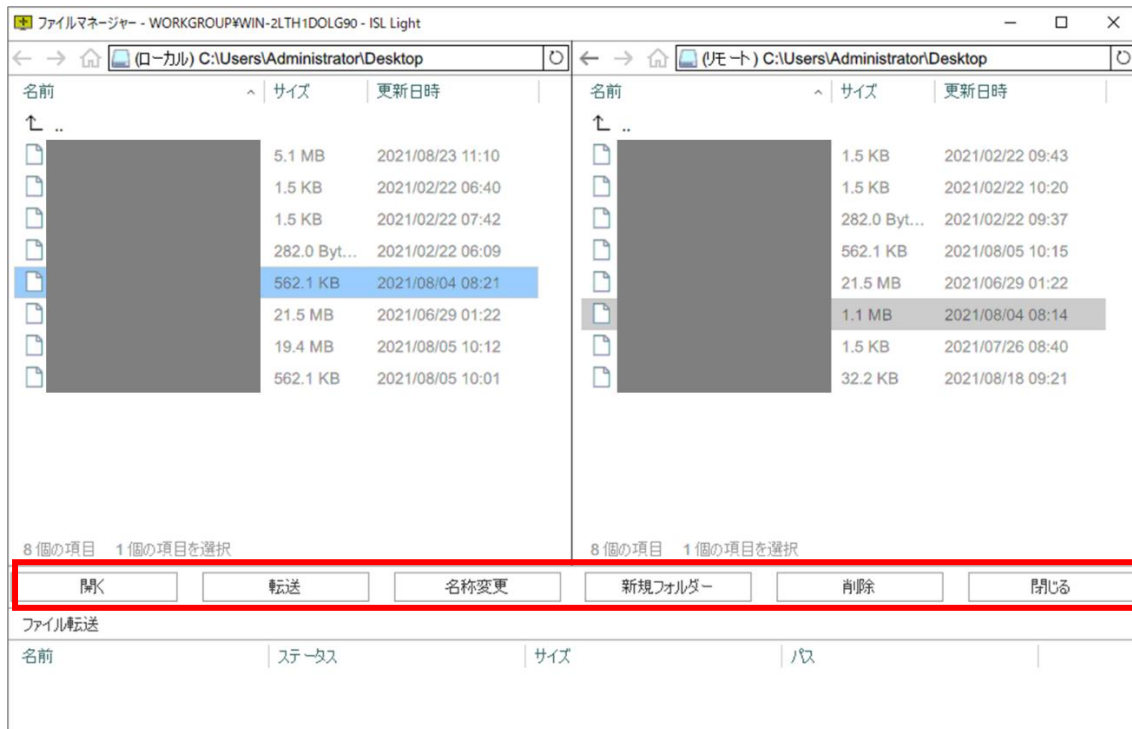 ファイルマネージャー - WORKGROUP¥WIN-2LTH1DOLG90 - ISL Light
(ローカル) C:\Users\Administrator\Desktop
名前 サイズ 更新日時
..
5.1 MB 2021/08/23 11:10
1.5 KB 2021/02/22 06:40
1.5 KB 2021/02/22 07:42
282.0 Byt... 2021/02/22 06:09
562.1 KB 2021/08/04 08:21
21.5 MB 2021/06/29 01:22
19.4 MB 2021/08/05 10:12
562.1 KB 2021/08/05 10:01
8 個の項目 1 個の項目を選択
(リモート) C:\Users\Administrator\Desktop
名前 サイズ 更新日時
..
1.5 KB 2021/02/22 09:43
1.5 KB 2021/02/22 10:20
282.0 Byt... 2021/02/22 09:37
562.1 KB 2021/08/05 10:15
21.5 MB 2021/06/29 01:22
1.1 MB 2021/08/04 08:14
1.5 KB 2021/07/26 08:40
32.2 KB 2021/08/18 09:21
8 個の項目 1 個の項目を選択
開く 転送 名称変更 新規フォルダー 削除 閉じる
ファイル転送
名前 ステータス サイズ パス